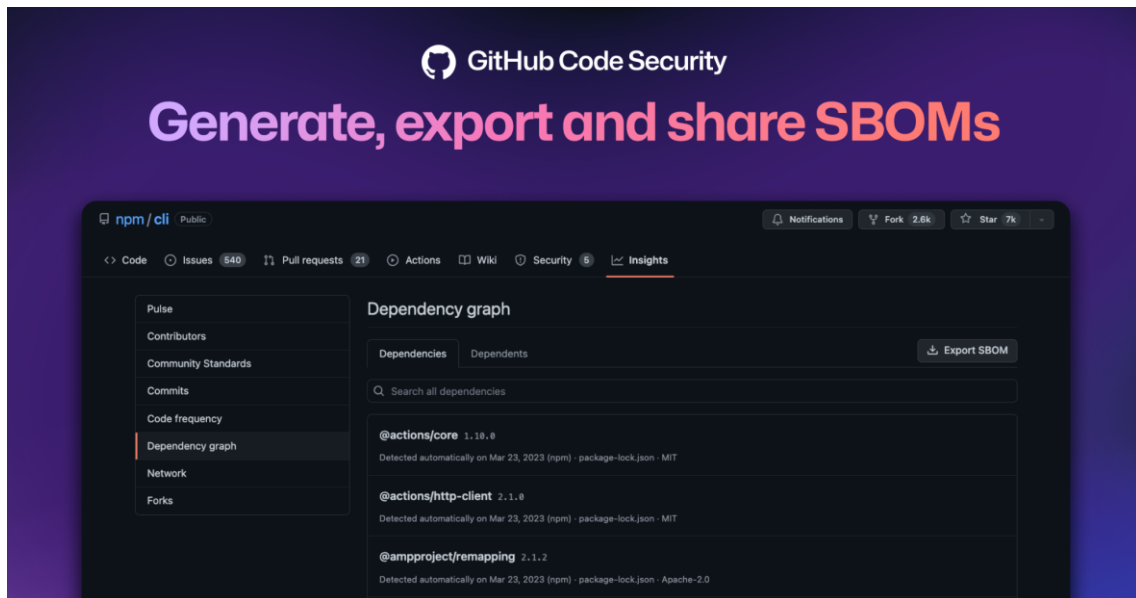 GitHub Code Security
Generate, export and share SBOMs
npm / cli Public
Notifications Fork 2.6k Star 7k
Code Issues 540 Pull requests 21 Actions Wiki Security 5 Insights
Pulse
Contributors
Community Standards
Commits
Code frequency
Dependency graph
Network
Forks
Dependency graph
Dependencies Dependents Export SBOM
Search all dependencies
@actions/core 1.10.0
Detected automatically on Mar 23, 2023 (npm) · package-lock.json · MIT
@actions/http-client 2.1.0
Detected automatically on Mar 23, 2023 (npm) · package-lock.json · MIT
@ampproject/remapping 2.1.2
Detected automatically on Mar 23, 2023 (npm) · package-lock.json · Apache-2.0